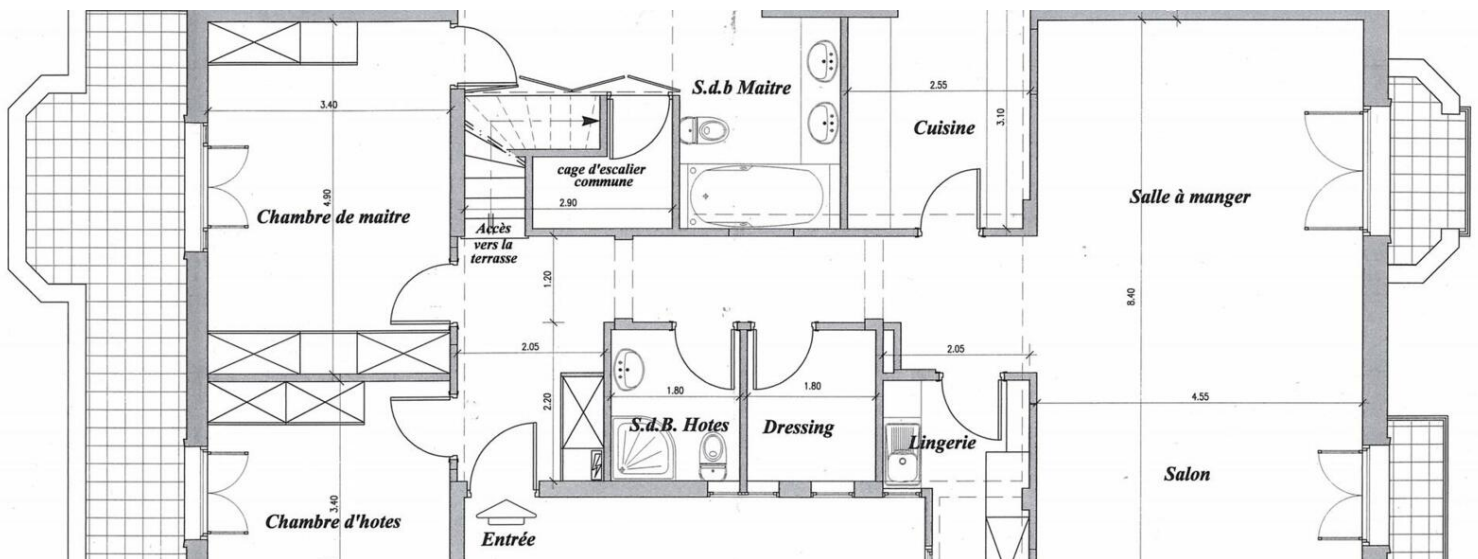 3.40
4.90
Chambre de maitre
Accès
vers la
terrasse
cage d'escalier
commune
2.90
S.d.b Maitre
2.55
3.10
Cuisine
Salle à manger
8.40
1.20
2.05
2.20
1.80
S.d.B. Hotes
1.80
Dressing
2.05
Lingerie
4.55
Salon
3.40
Chambre d'hotes
Entrée